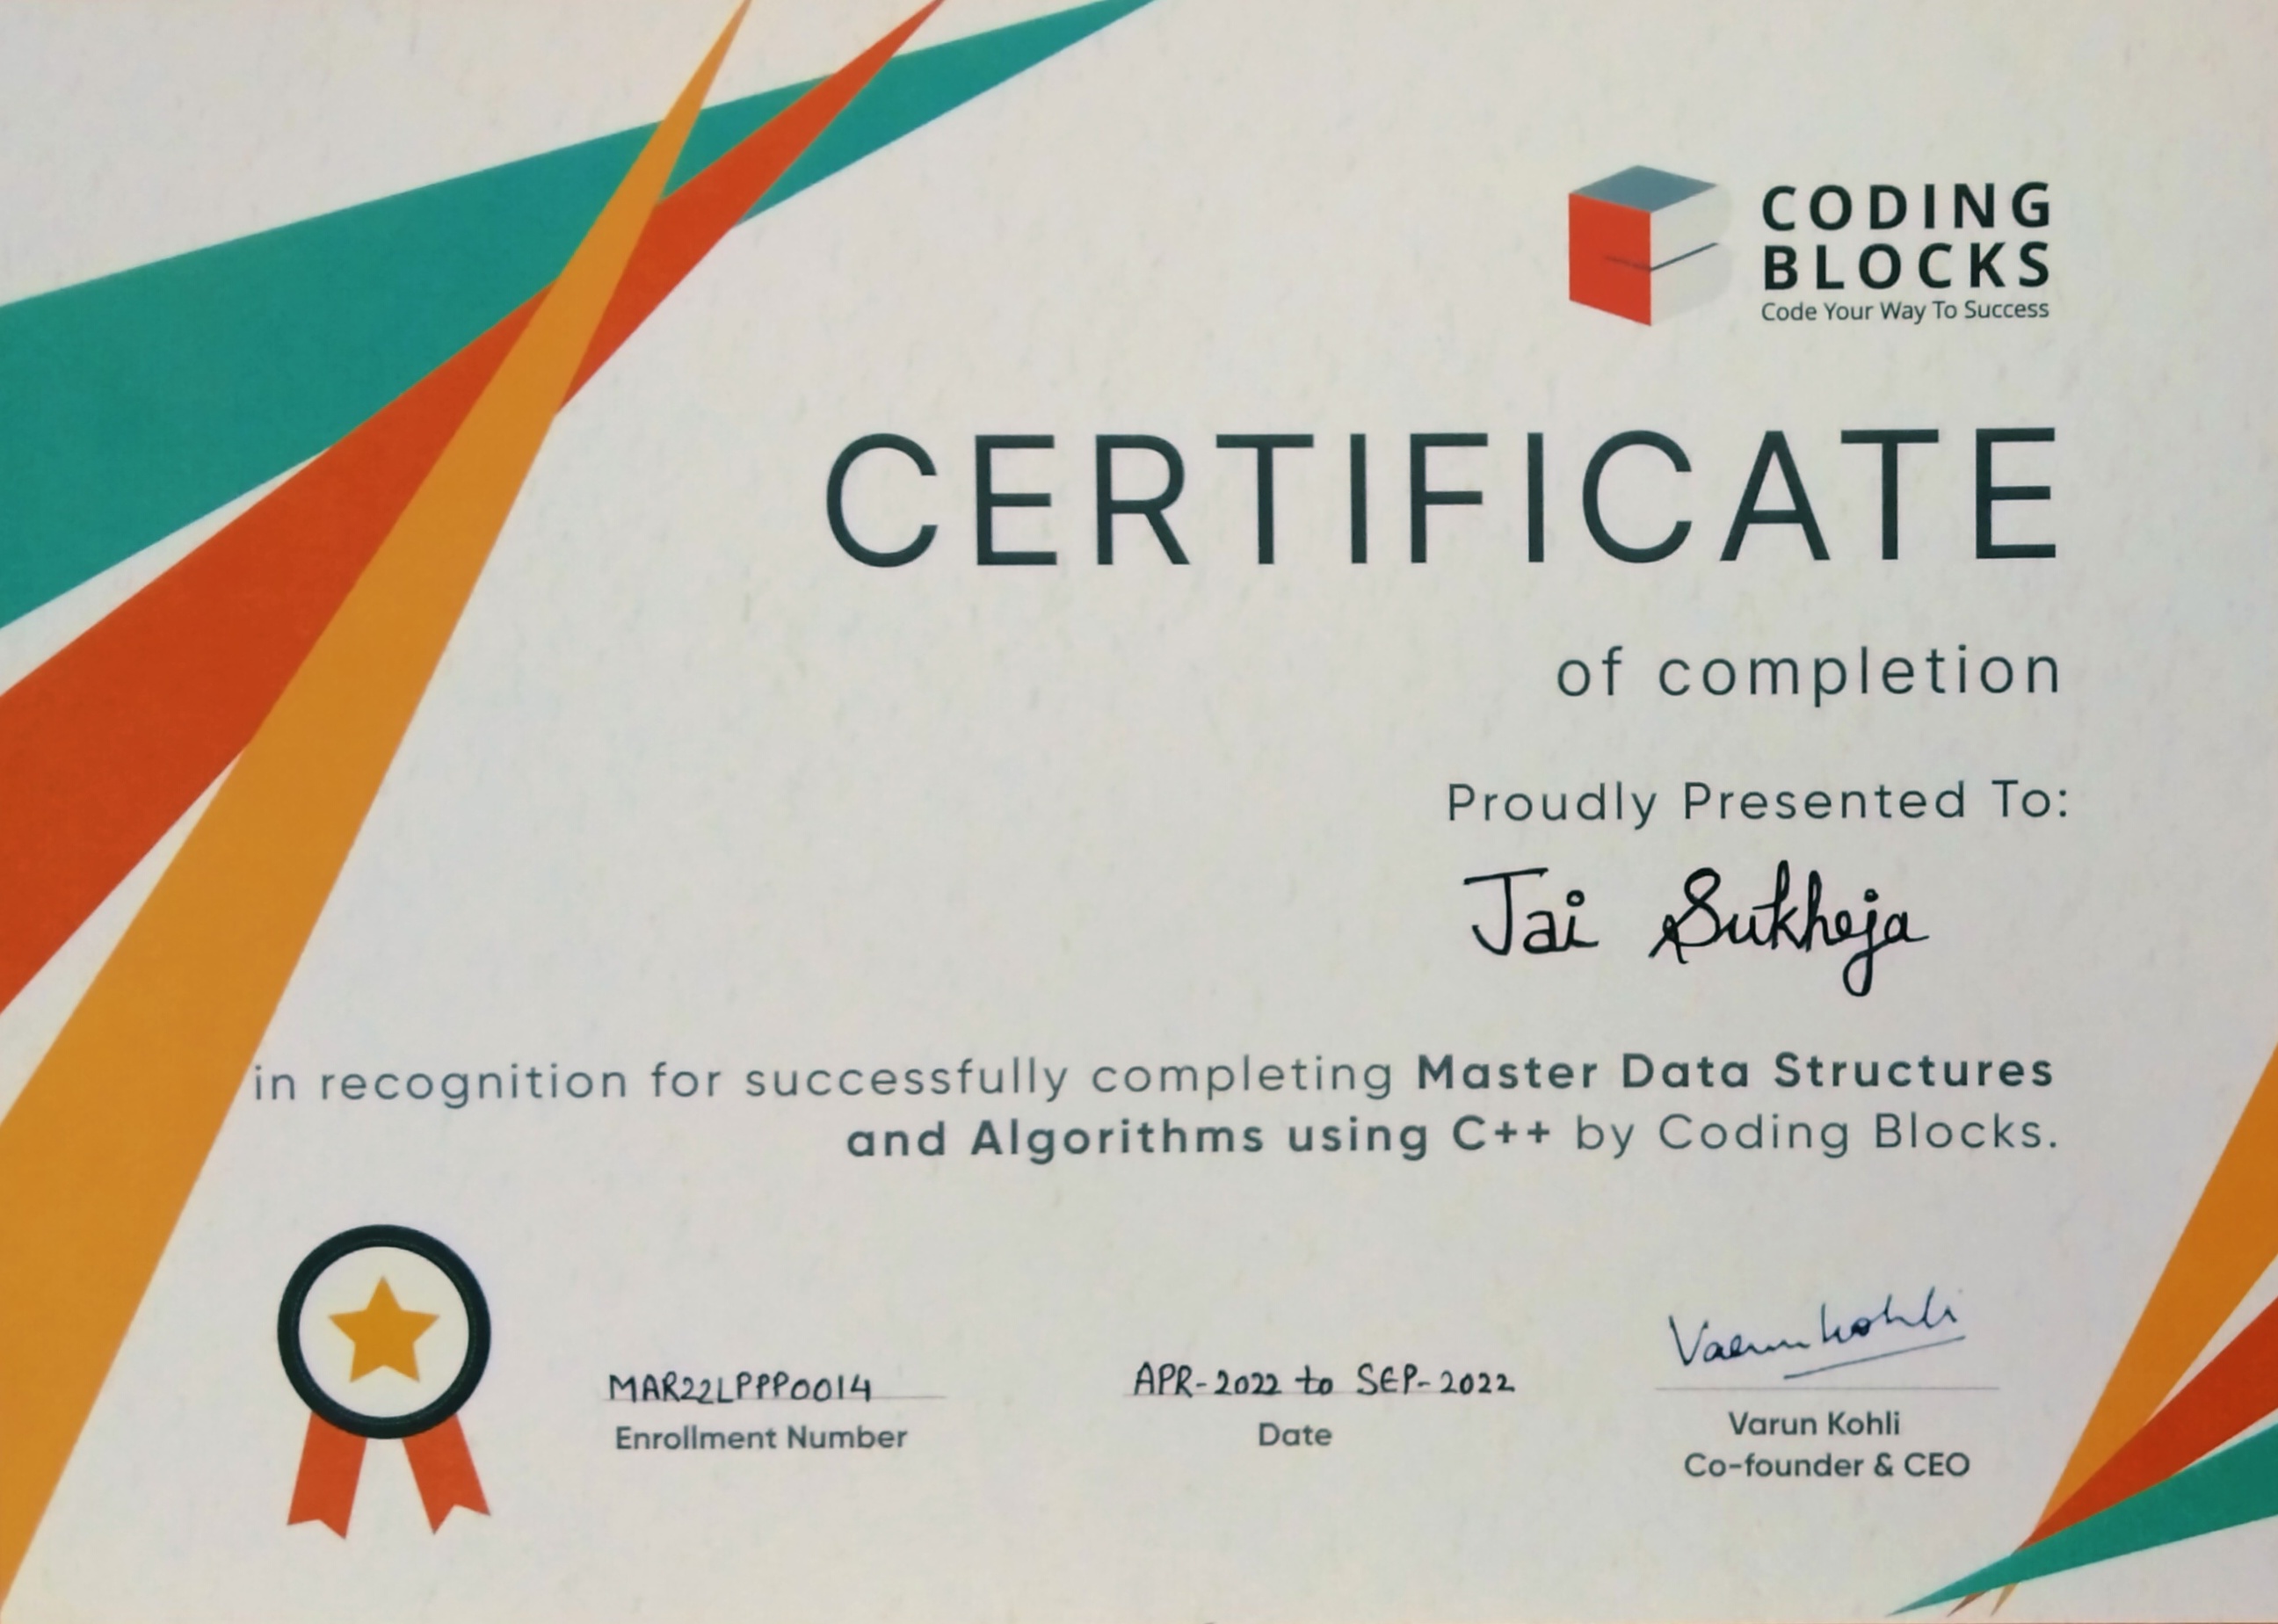 CODING
BLOCKS
Code Your Way To Success
CERTIFICATE
of completion
Proudly Presented To:
Jai Sukheja
in recognition for successfully completing Master Data Structures
and Algorithms using C++ by Coding Blocks.
MAR22LPPP0014
Enrollment Number
APR-2022 to SEP-2022
Date
Varun Kohli
Varun Kohli
Co-founder & CEO